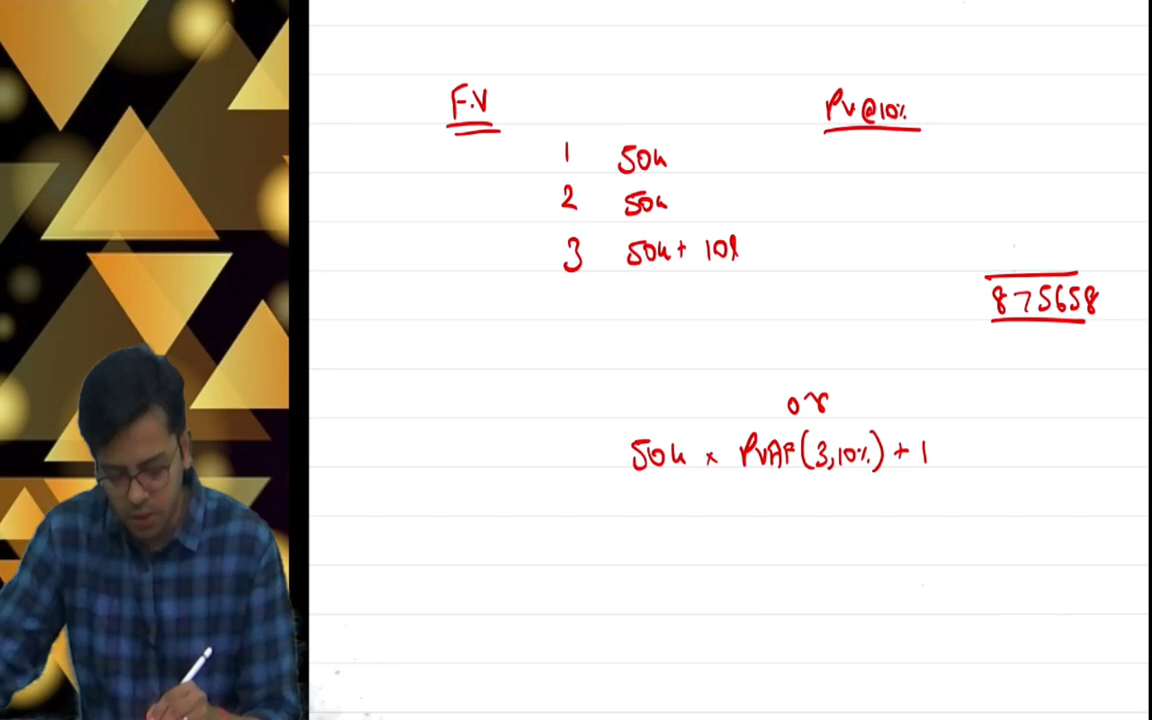 F.V PV@10%
1 50k
2 50k
3 50k + 10l
875658
or
50k × PVAF(3,10%) + 1